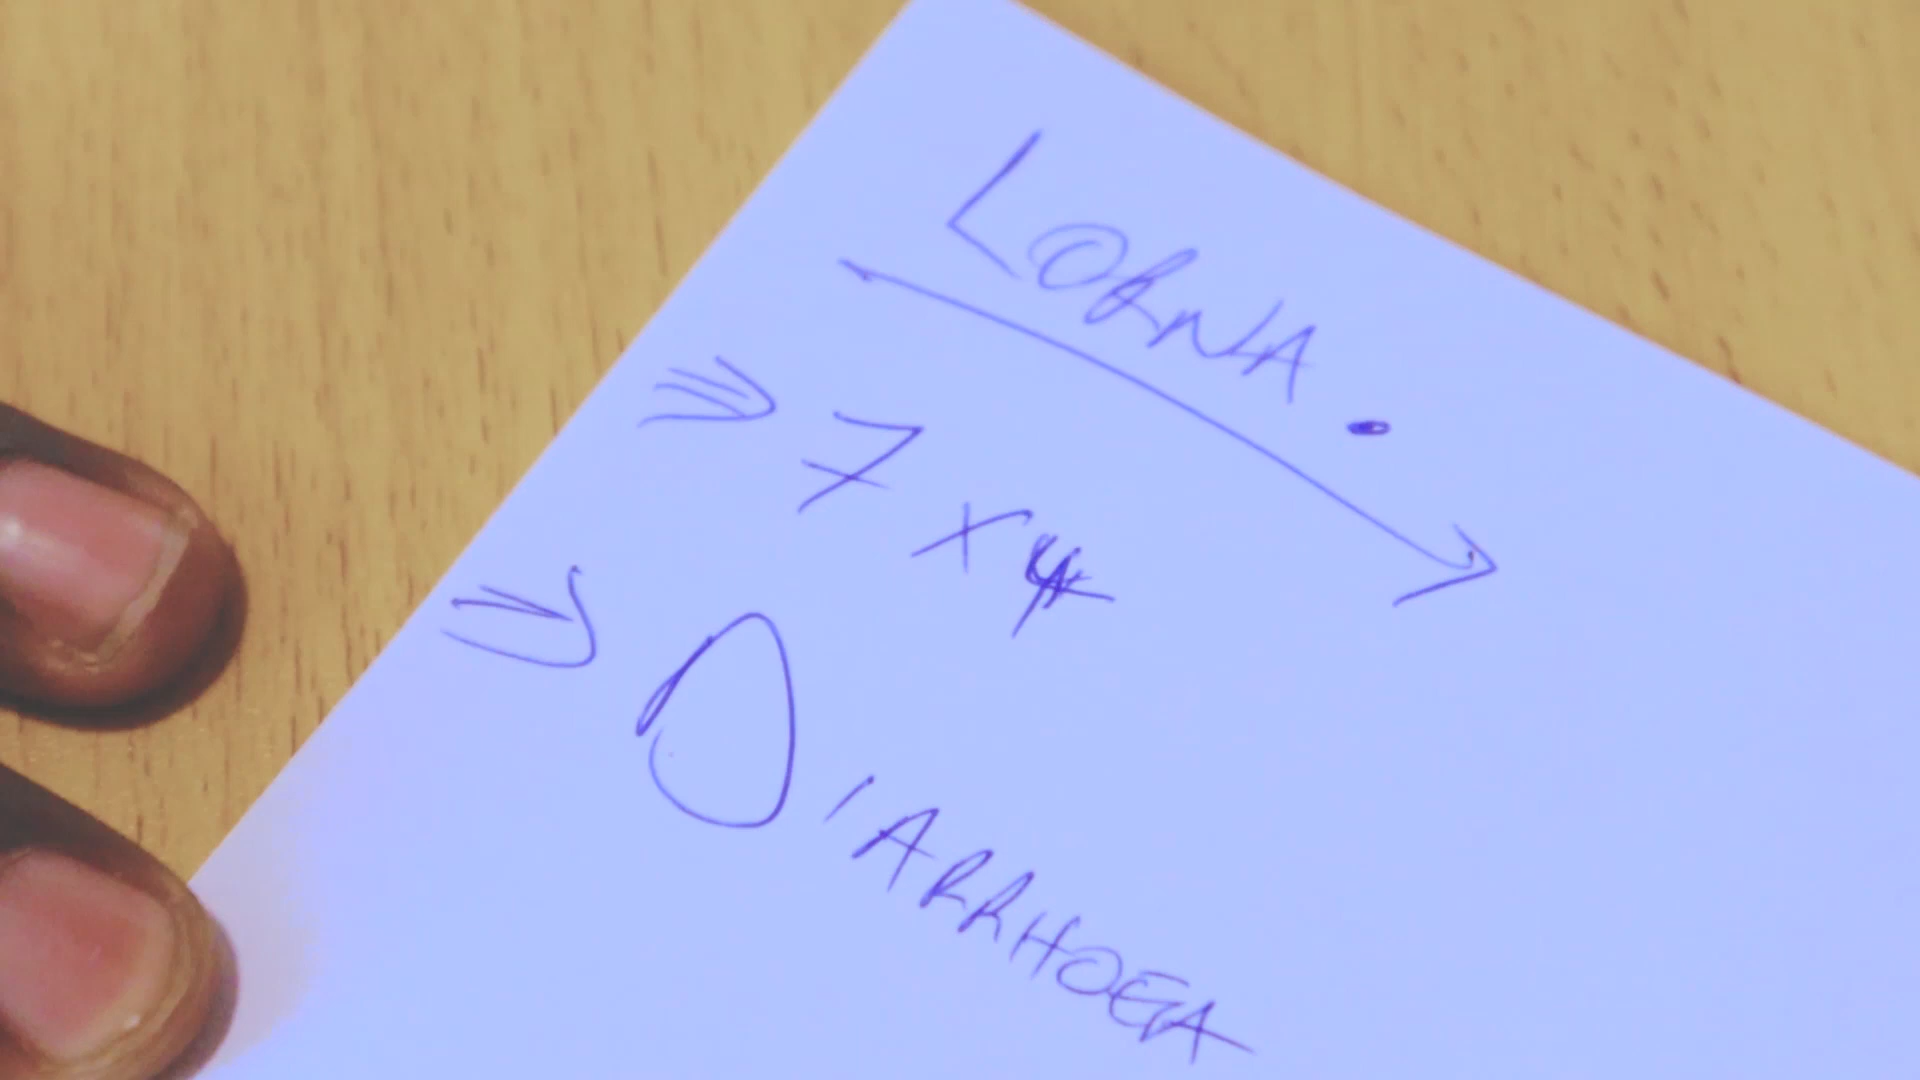 LORNA.
⇒ 7 x 4
⇒ DIARRHOEA